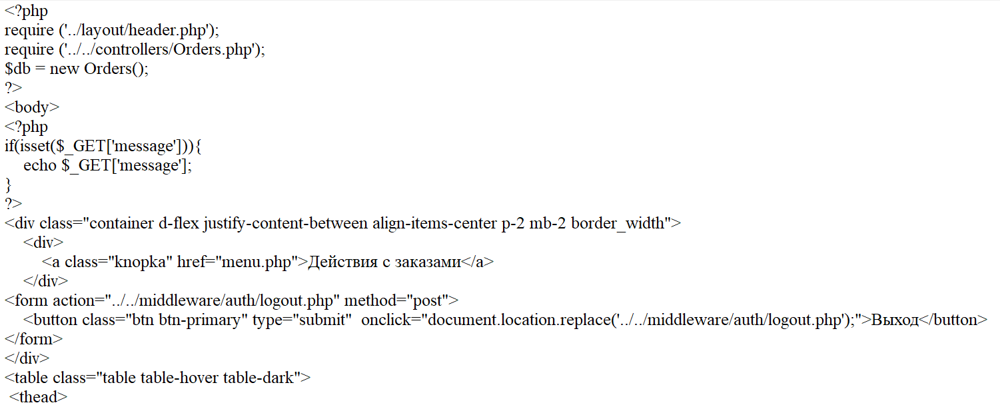 <?php
require ('../layout/header.php');
require ('../../controllers/Orders.php');
$db = new Orders();
?>
<body>
<?php
if(isset($_GET['message'])){
    echo $_GET['message'];
}
?>
<div class="container d-flex justify-content-between align-items-center p-2 mb-2 border_width">
    <div>
        <a class="knopka" href="menu.php">Действия с заказами</a>
    </div>
<form action="../../middleware/auth/logout.php" method="post">
    <button class="btn btn-primary" type="submit"  onclick="document.location.replace('../../middleware/auth/logout.php');">Выход</button>
</form>
</div>
<table class="table table-hover table-dark">
 <thead>